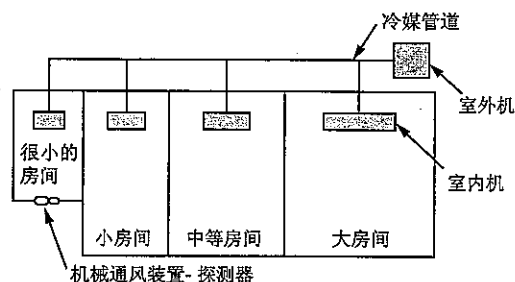 冷媒管道
室外机
很小的
房间
室内机
小房间
中等房间
大房间
机械通风装置-探测器